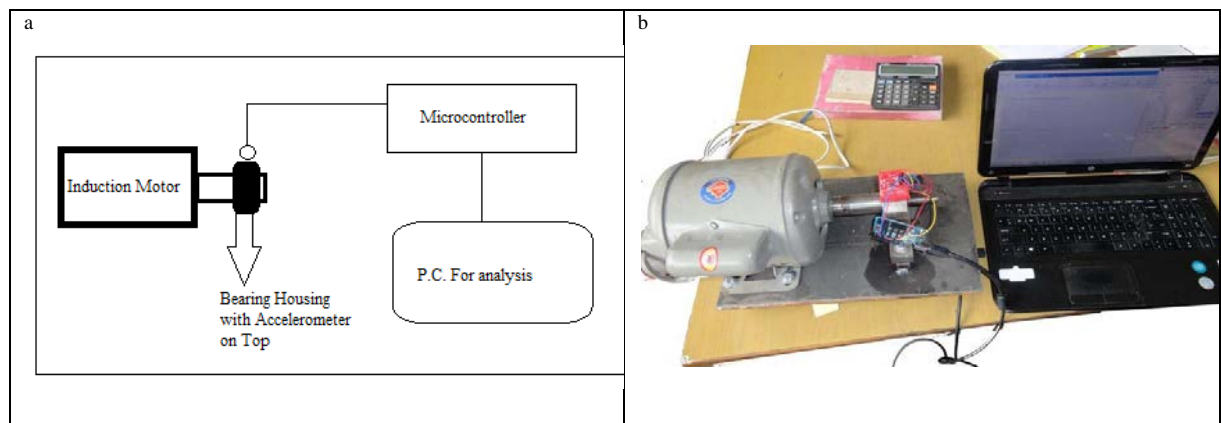 a
b
Microcontroller
Induction Motor
P.C. For analysis
Bearing Housing
with Accelerometer
on Top